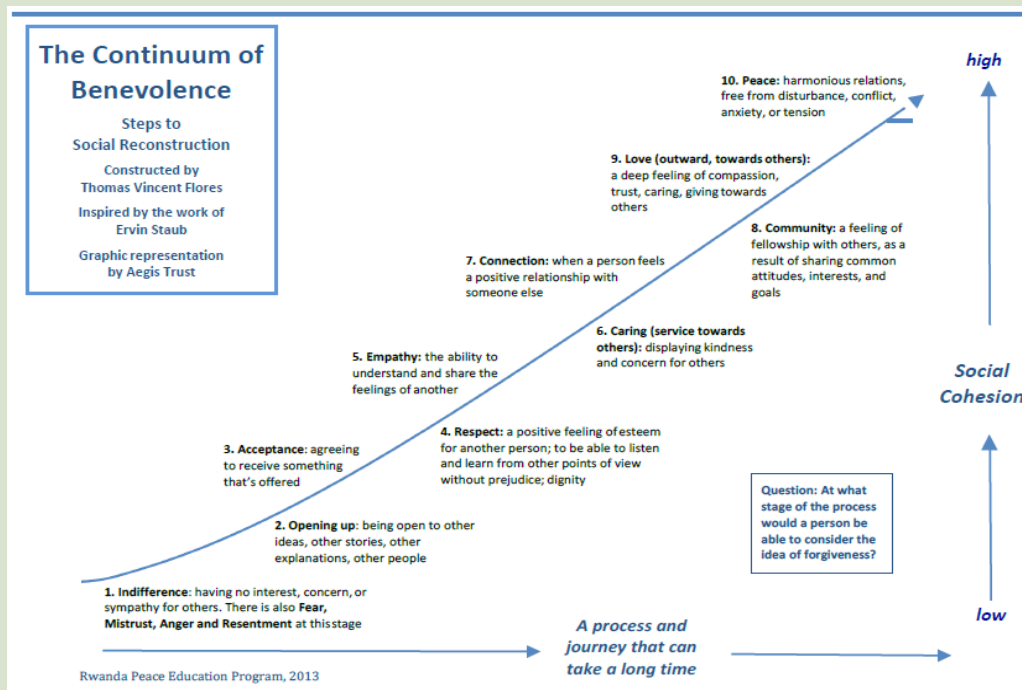 The Continuum of
Benevolence
Steps to
Social Reconstruction
Constructed by
Thomas Vincent Flores
Inspired by the work of
Ervin Staub
Graphic representation
by Aegis Trust
high
10. Peace: harmonious relations,
free from disturbance, conflict,
anxiety, or tension
9. Love (outward, towards others):
a deep feeling of compassion,
trust, caring, giving towards
others
8. Community: a feeling of
fellowship with others, as a
result of sharing common
attitudes, interests, and
goals
7. Connection: when a person feels
a positive relationship with
someone else
6. Caring (service towards
others): displaying kindness
and concern for others
5. Empathy: the ability to
understand and share the
feelings of another
Social
Cohesion
4. Respect: a positive feeling of esteem
for another person; to be able to listen
and learn from other points of view
without prejudice; dignity
3. Acceptance: agreeing
to receive something
that's offered
Question: At what
stage of the process
would a person be
able to consider the
idea of forgiveness?
2. Opening up: being open to other
ideas, other stories, other
explanations, other people
1. Indifference: having no interest, concern, or
sympathy for others. There is also Fear,
Mistrust, Anger and Resentment at this stage
low
A process and
journey that can
take a long time
Rwanda Peace Education Program, 2013